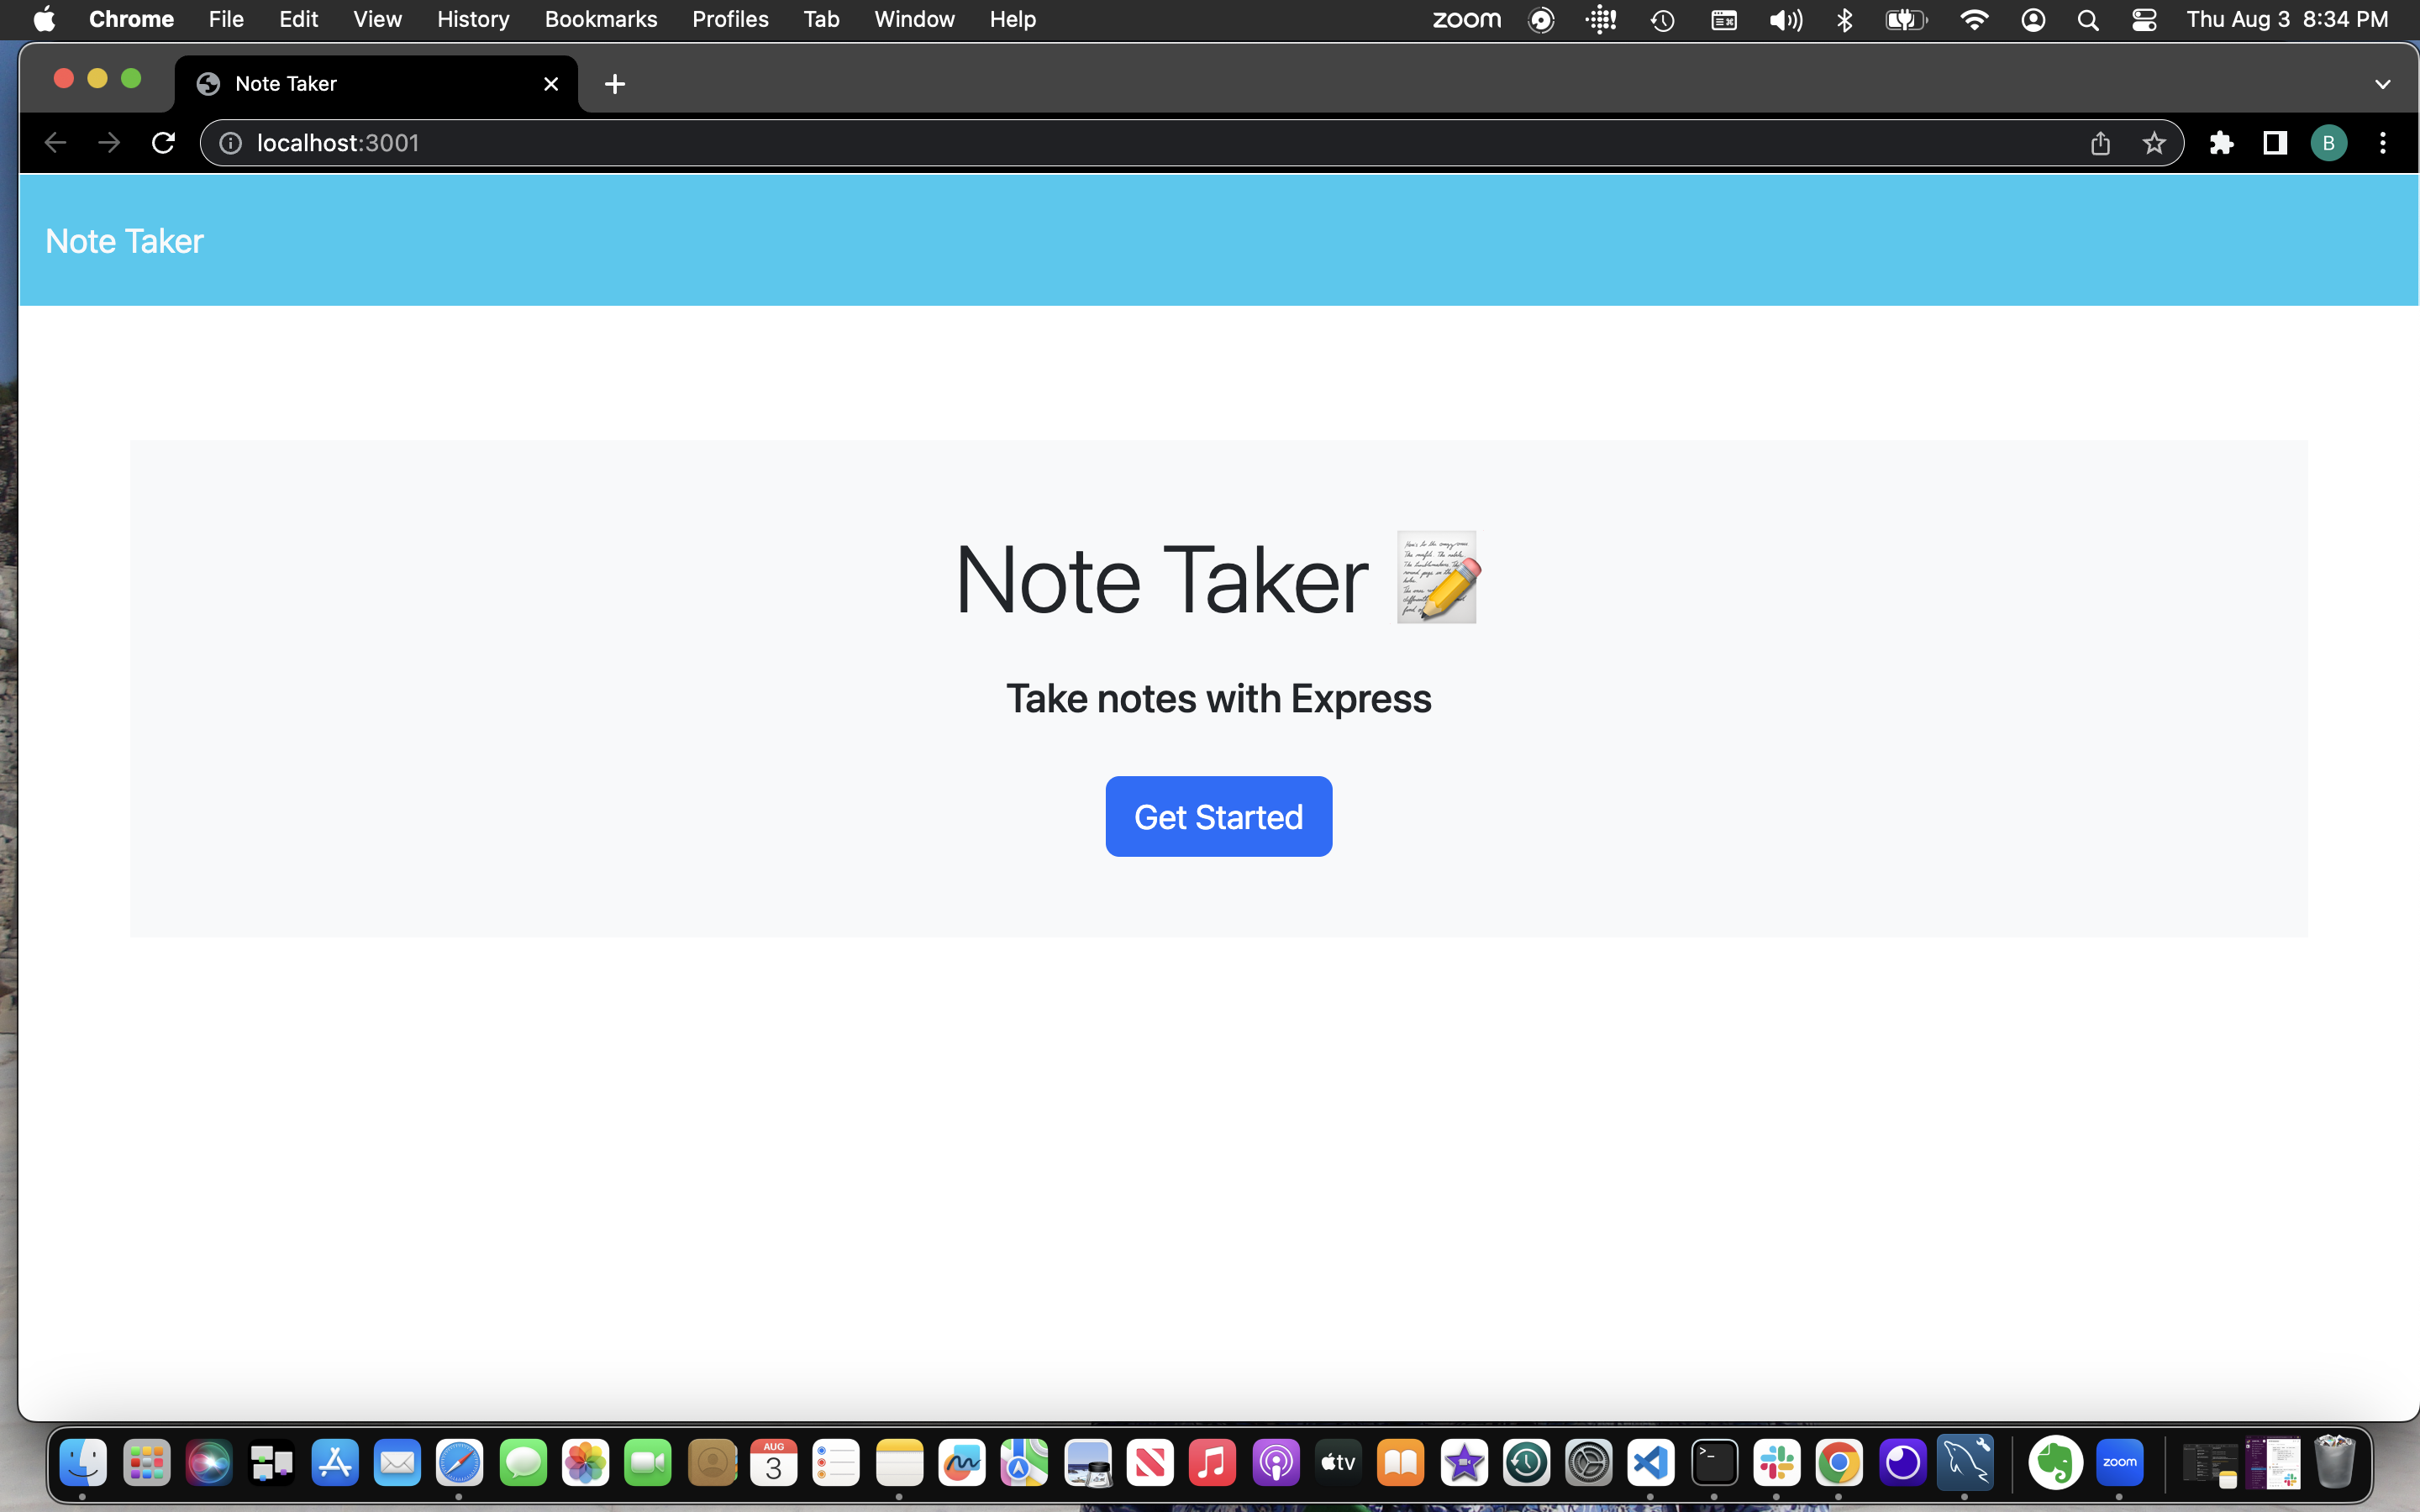 Chrome File Edit View History Bookmarks Profiles Tab Window Help zoom Thu Aug 3 8:34 PM
Note Taker
localhost:3001 B
Note Taker
Note Taker
Take notes with Express
Get Started
AUG
3
tv
zoom